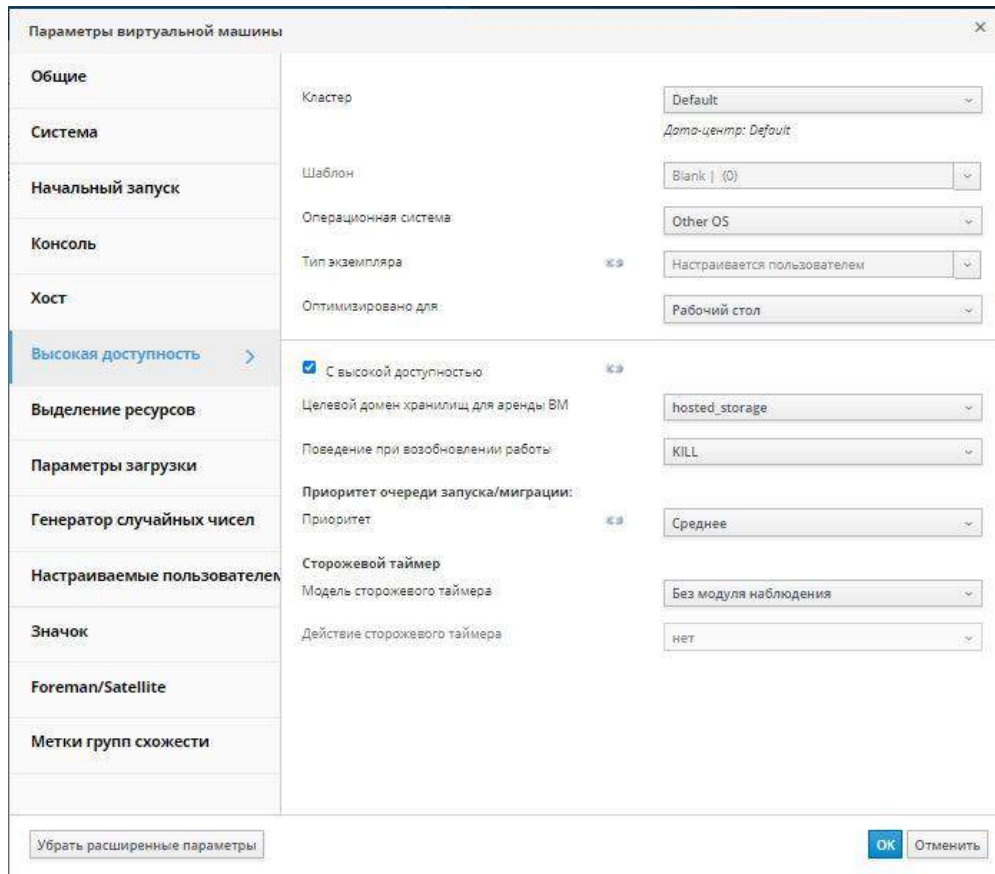 Параметры виртуальной машины
Общие
Система
Начальный запуск
Консоль
Хост
Высокая доступность
Выделение ресурсов
Параметры загрузки
Генератор случайных чисел
Настраиваемые пользователем
Значок
Foreman/Satellite
Метки групп схожести
Кластер
Default
Дата-центр: Default
Шаблон
Blank | (0)
Операционная система
Other OS
Тип экземпляра
Настраивается пользователем
Оптимизировано для
Рабочий стол
С высокой доступностью
Целевой домен хранилищ для аренды ВМ
hosted_storage
Поведение при возобновлении работы
KILL
Приоритет очереди запуска/миграции:
Приоритет
Среднее
Сторожевой таймер
Модель сторожевого таймера
Без модуля наблюдения
Действие сторожевого таймера
нет
Убрать расширенные параметры
OK
Отменить